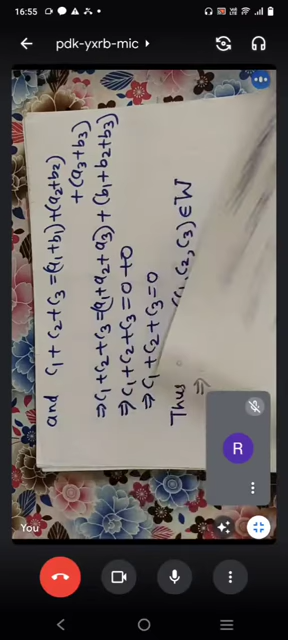 16:55
pdk-yxrb-mic
and c₁ + c₂ + c₃ = (a₁+b₁) + (a₂+b₂)
+ (a₃+b₃)
⇒ c₁ + c₂ + c₃ = (a₁+a₂+a₃) + (b₁+b₂+b₃)
⇒ c₁ + c₂ + c₃ = 0 + 0
⇒ c₁ + c₂ + c₃ = 0
Thus c₂, c₃) ∈ W
⇒
R
You